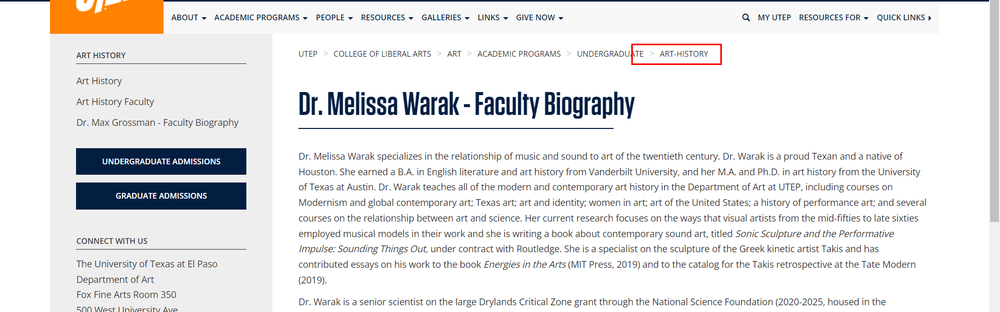 ABOUT ACADEMIC PROGRAMS PEOPLE RESOURCES GALLERIES LINKS GIVE NOW MY UTEP RESOURCES FOR QUICK LINKS
ART HISTORY
Art History
Art History Faculty
Dr. Max Grossman - Faculty Biography
UNDERGRADUATE ADMISSIONS
GRADUATE ADMISSIONS
CONNECT WITH US
The University of Texas at El Paso
Department of Art
Fox Fine Arts Room 350
500 West University Ave
UTEP > COLLEGE OF LIBERAL ARTS > ART > ACADEMIC PROGRAMS > UNDERGRADUATE > ART-HISTORY
Dr. Melissa Warak - Faculty Biography
Dr. Melissa Warak specializes in the relationship of music and sound to art of the twentieth century. Dr. Warak is a proud Texan and a native of
Houston. She earned a B.A. in English literature and art history from Vanderbilt University, and her M.A. and Ph.D. in art history from the University
of Texas at Austin. Dr. Warak teaches all of the modern and contemporary art history in the Department of Art at UTEP, including courses on
Modernism and global contemporary art; Texas art; art and identity; women in art; art of the United States; a history of performance art; and several
courses on the relationship between art and science. Her current research focuses on the ways that visual artists from the mid-fifties to late sixties
employed musical models in their work and she is writing a book about contemporary sound art, titled Sonic Sculpture and the Performative
Impulse: Sounding Things Out, under contract with Routledge. She is a specialist on the sculpture of the Greek kinetic artist Takis and has
contributed essays on his work to the book Energies in the Arts (MIT Press, 2019) and to the catalog for the Takis retrospective at the Tate Modern
(2019).
Dr. Warak is a senior scientist on the large Drylands Critical Zone grant through the National Science Foundation (2020-2025, housed in the